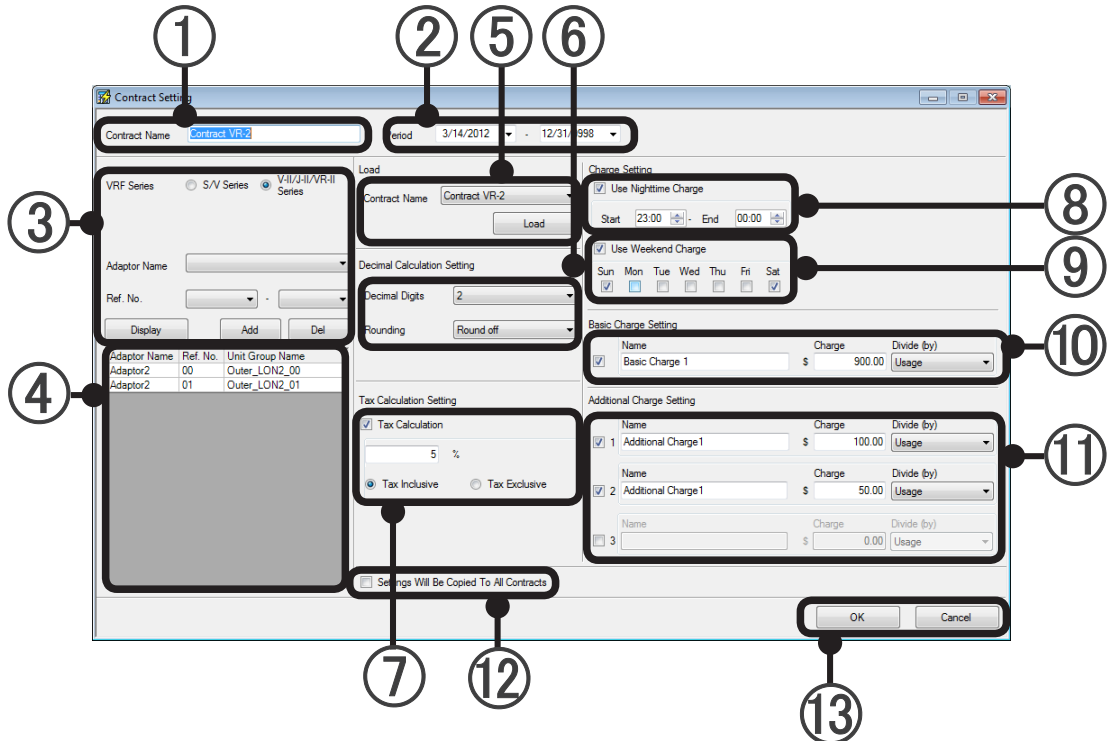 ① ② ⑤ ⑥
Contract Setting
Contract Name Contract VR-2 Period 3/14/2012 - 12/31/ 998
③
VRF Series S/V Series V-II/J-II/VR-II
Series
Adaptor Name
Ref. No. -
Display Add Del
④
Adaptor Name Ref. No. Unit Group Name
Adaptor2 00 Outer_LON2_00
Adaptor2 01 Outer_LON2_01
Load
Contract Name Contract VR-2
Load
Decimal Calculation Setting
Decimal Digits 2
Rounding Round off
Tax Calculation Setting
Tax Calculation
5 %
Tax Inclusive Tax Exclusive
⑦
Settings Will Be Copied To All Contracts
⑫
Charge Setting
Use Nighttime Charge
Start 23:00 - End 00:00
⑧
Use Weekend Charge
Sun Mon Tue Wed Thu Fri Sat
⑨
Basic Charge Setting
Name Charge Divide (by)
Basic Charge 1 $ 900.00 Usage
⑩
Additional Charge Setting
Name Charge Divide (by)
1 Additional Charge1 $ 100.00 Usage
Name Charge Divide (by)
2 Additional Charge1 $ 50.00 Usage
Name Charge Divide (by)
3 $ 0.00 Usage
⑪
OK Cancel
⑬